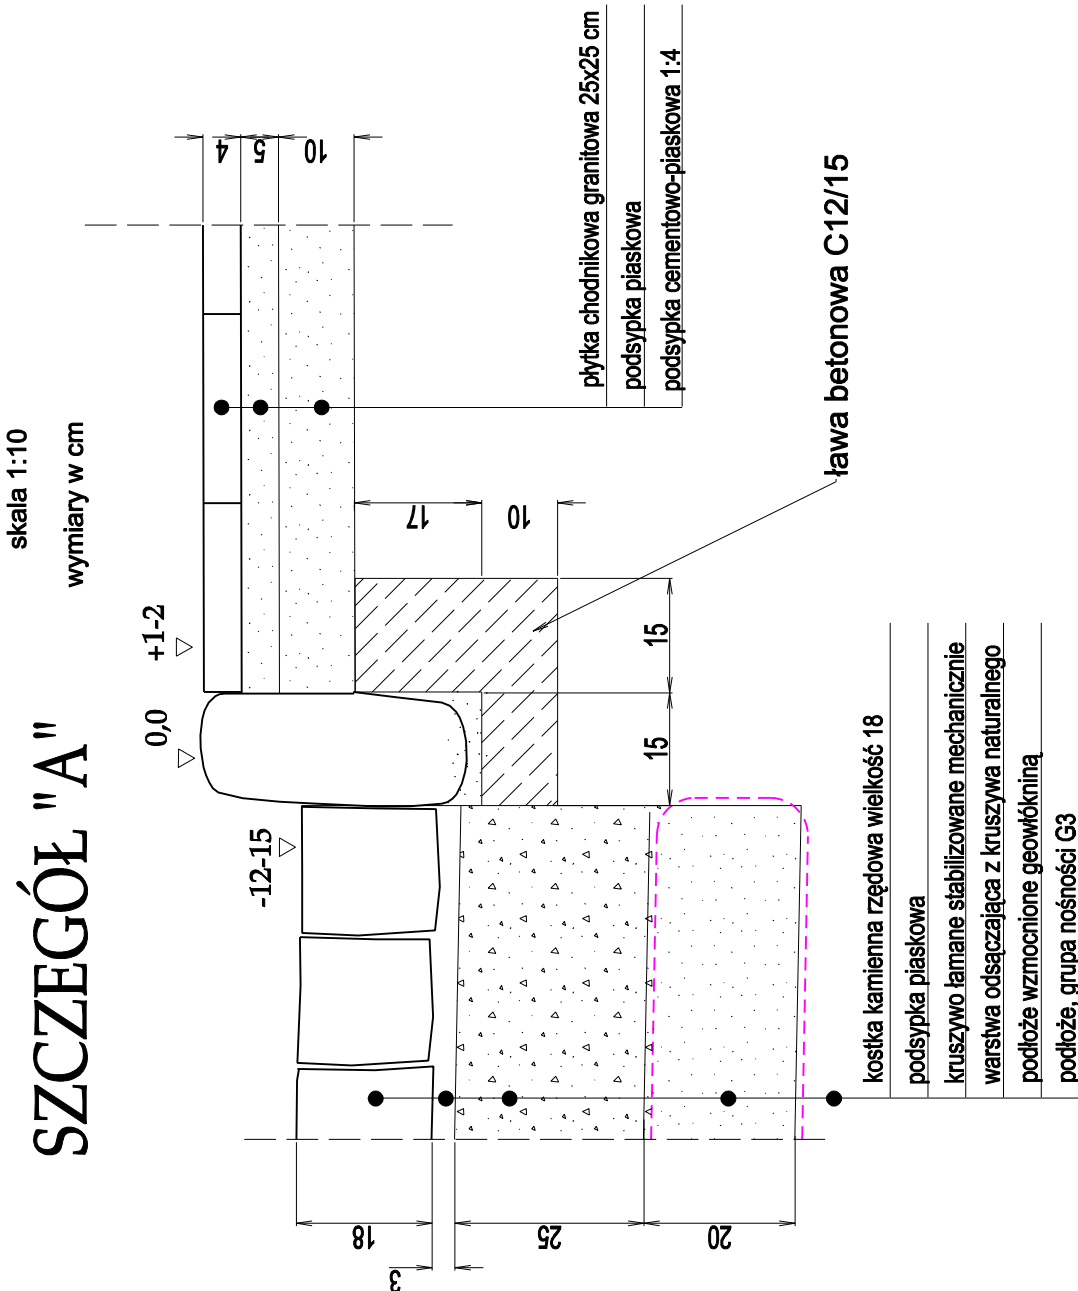 SZCZEGÓŁ "A"
skala 1:10
wymiary w cm
-12-15
0,0
+1-2
4
5
10
17
10
15
15
18
3
25
20
płytka chodnikowa granitowa 25x25 cm
podsypka piaskowa
podsypka cementowo-piaskowa 1:4
ława betonowa C12/15
kostka kamienna rzędowa wielkość 18
podsypka piaskowa
kruszywo łamane stabilizowane mechanicznie
warstwa odsączająca z kruszywa naturalnego
podłoże wzmocnione geowłókniną
podłoże, grupa nośności G3